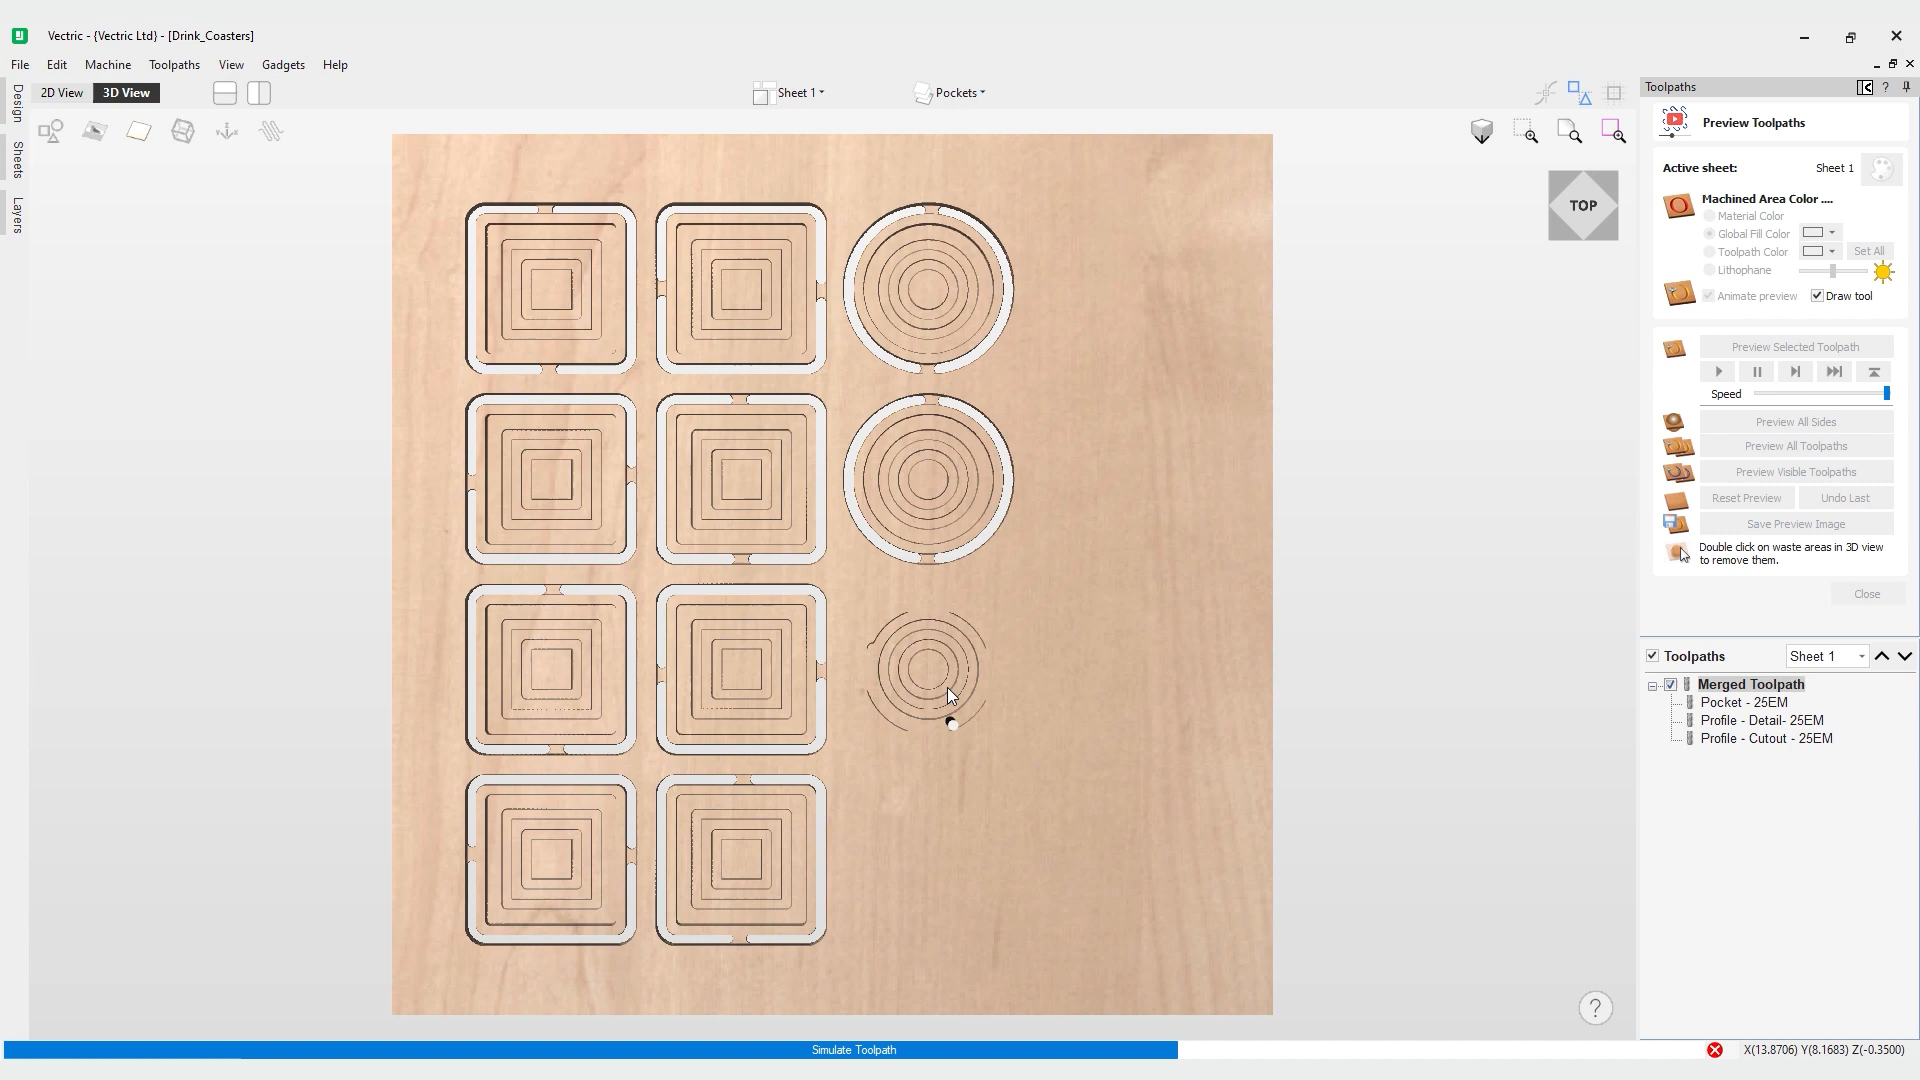 Vectric - {Vectric Ltd} - [Drink_Coasters]
File Edit Machine Toolpaths View Gadgets Help
2D View 3D View Sheet 1 Pockets
Design
Sheets
Layers
TOP
Toolpaths ?
Preview Toolpaths
Active sheet: Sheet 1
Machined Area Color ....
Material Color
Global Fill Color
Toolpath Color Set All
Lithophane
Animate preview Draw tool
Preview Selected Toolpath
Speed
Preview All Sides
Preview All Toolpaths
Preview Visible Toolpaths
Reset Preview Undo Last
Save Preview Image
Double click on waste areas in 3D view
to remove them.
Close
Toolpaths Sheet 1
Merged Toolpath
Pocket - 25EM
Profile - Detail- 25EM
Profile - Cutout - 25EM
?
Simulate Toolpath
X(13.8706) Y(8.1683) Z(-0.3500)